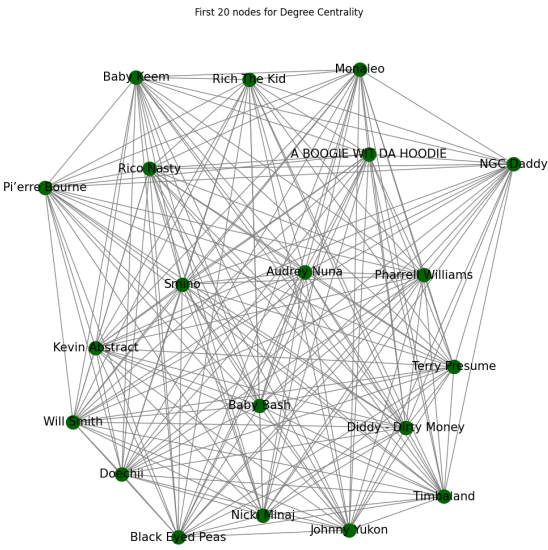 First 20 nodes for Degree Centrality
Monaleo
Baby Keem
Rich The Kid
A BOOGIE WIT DA HOODIE
NGC Daddy
Rico Nasty
Pi’erre Bourne
Audrey Nuna
Pharrell Williams
Smino
Kevin Abstract
Terry Presume
Baby Bash
Will Smith
Diddy - Dirty Money
Doechii
Timbaland
Nicki Minaj
Johnny Yukon
Black Eyed Peas